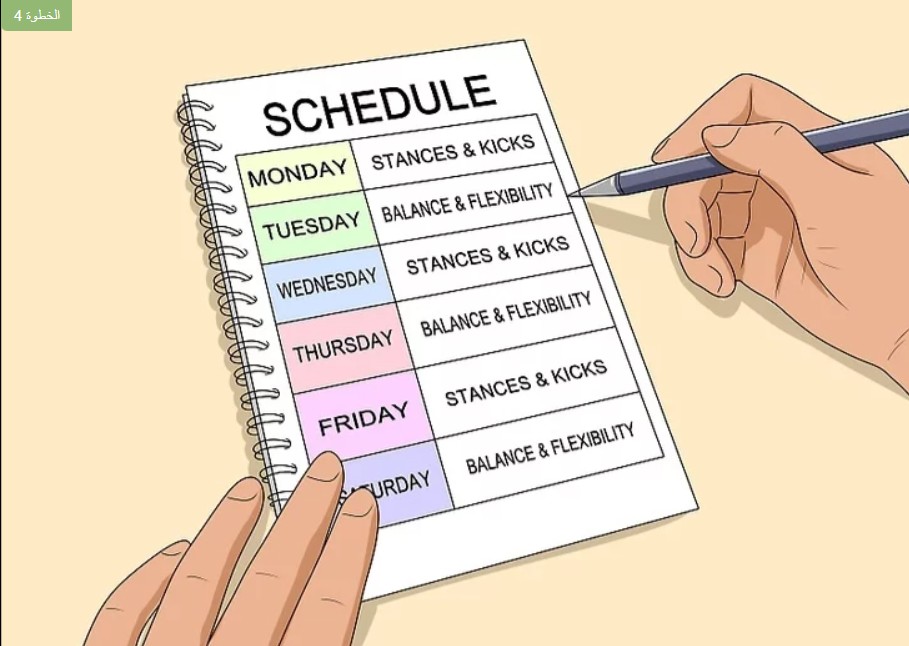 الخطوة 4
SCHEDULE
MONDAY STANCES & KICKS
TUESDAY BALANCE & FLEXIBILITY
WEDNESDAY STANCES & KICKS
THURSDAY BALANCE & FLEXIBILITY
FRIDAY STANCES & KICKS
SATURDAY BALANCE & FLEXIBILITY